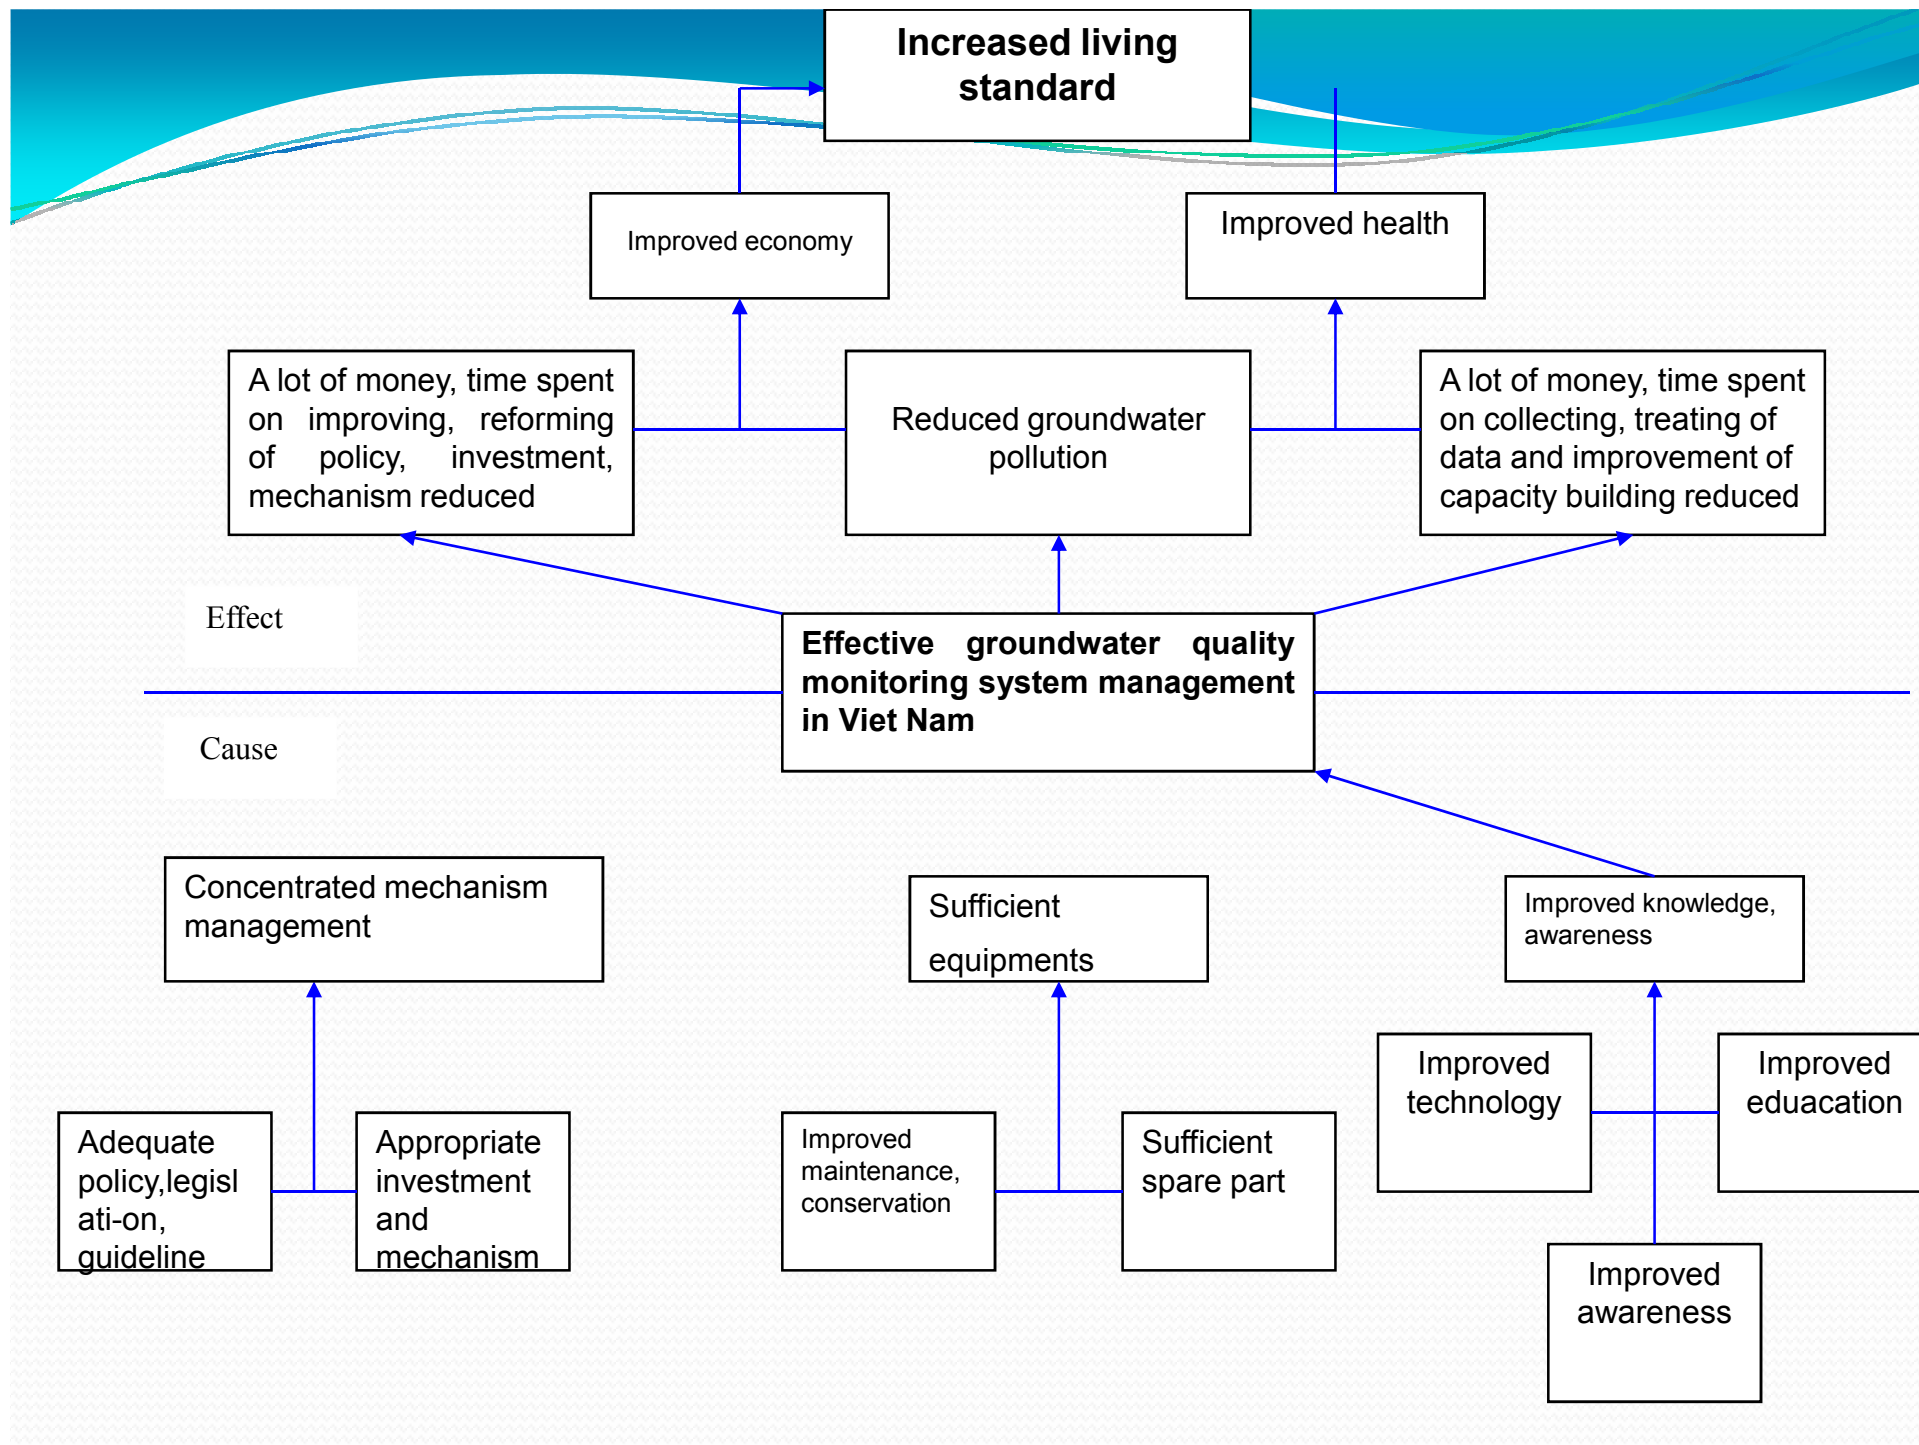 Increased living
standard
Improved economy
Improved health
A lot of money, time spent
on improving, reforming
of policy, investment,
mechanism reduced
Reduced groundwater
pollution
A lot of money, time spent
on collecting, treating of
data and improvement of
capacity building reduced
Effect
Effective groundwater quality
monitoring system management
in Viet Nam
Cause
Concentrated mechanism
management
Sufficient
equipments
Improved knowledge,
awareness
Improved
technology
Improved
eduacation
Adequate
policy,legisl
ati-on,
guideline
Appropriate
investment
and
mechanism
Improved
maintenance,
conservation
Sufficient
spare part
Improved
awareness